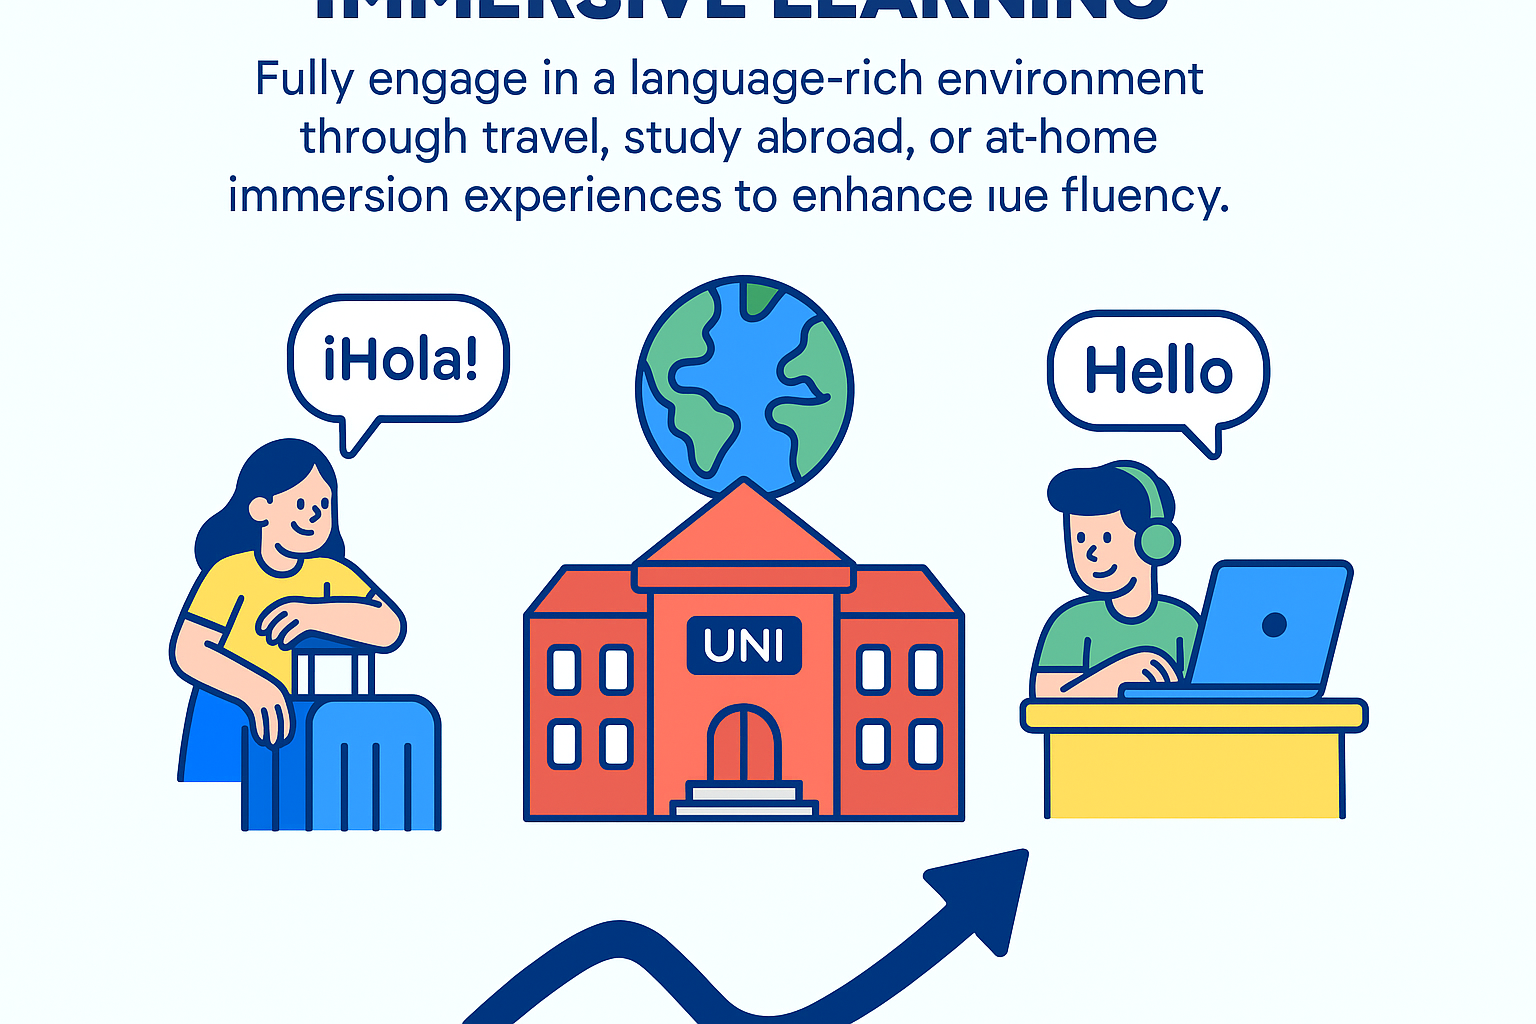 IMMERSIVE LEARNING
Fully engage in a language-rich environment
through travel, study abroad, or at-home
immersion experiences to enhance ıue fluency.
¡Hola!
Hello
UNI